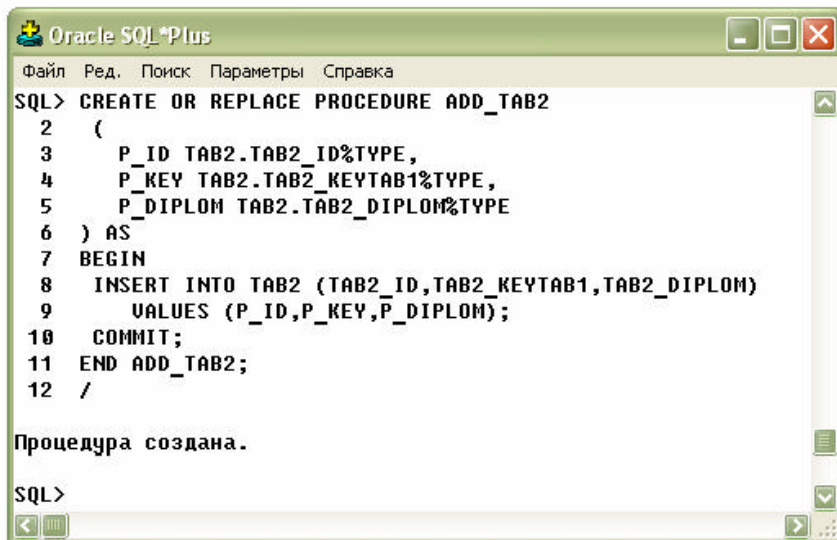 Oracle SQL*Plus
Файл Ред. Поиск Параметры Справка
SQL> CREATE OR REPLACE PROCEDURE ADD_TAB2
2 (
3 P_ID TAB2.TAB2_ID%TYPE,
4 P_KEY TAB2.TAB2_KEYTAB1%TYPE,
5 P_DIPLOM TAB2.TAB2_DIPLOM%TYPE
6 ) AS
7 BEGIN
8 INSERT INTO TAB2 (TAB2_ID,TAB2_KEYTAB1,TAB2_DIPLOM)
9 VALUES (P_ID,P_KEY,P_DIPLOM);
10 COMMIT;
11 END ADD_TAB2;
12 /
Процедура создана.
SQL>